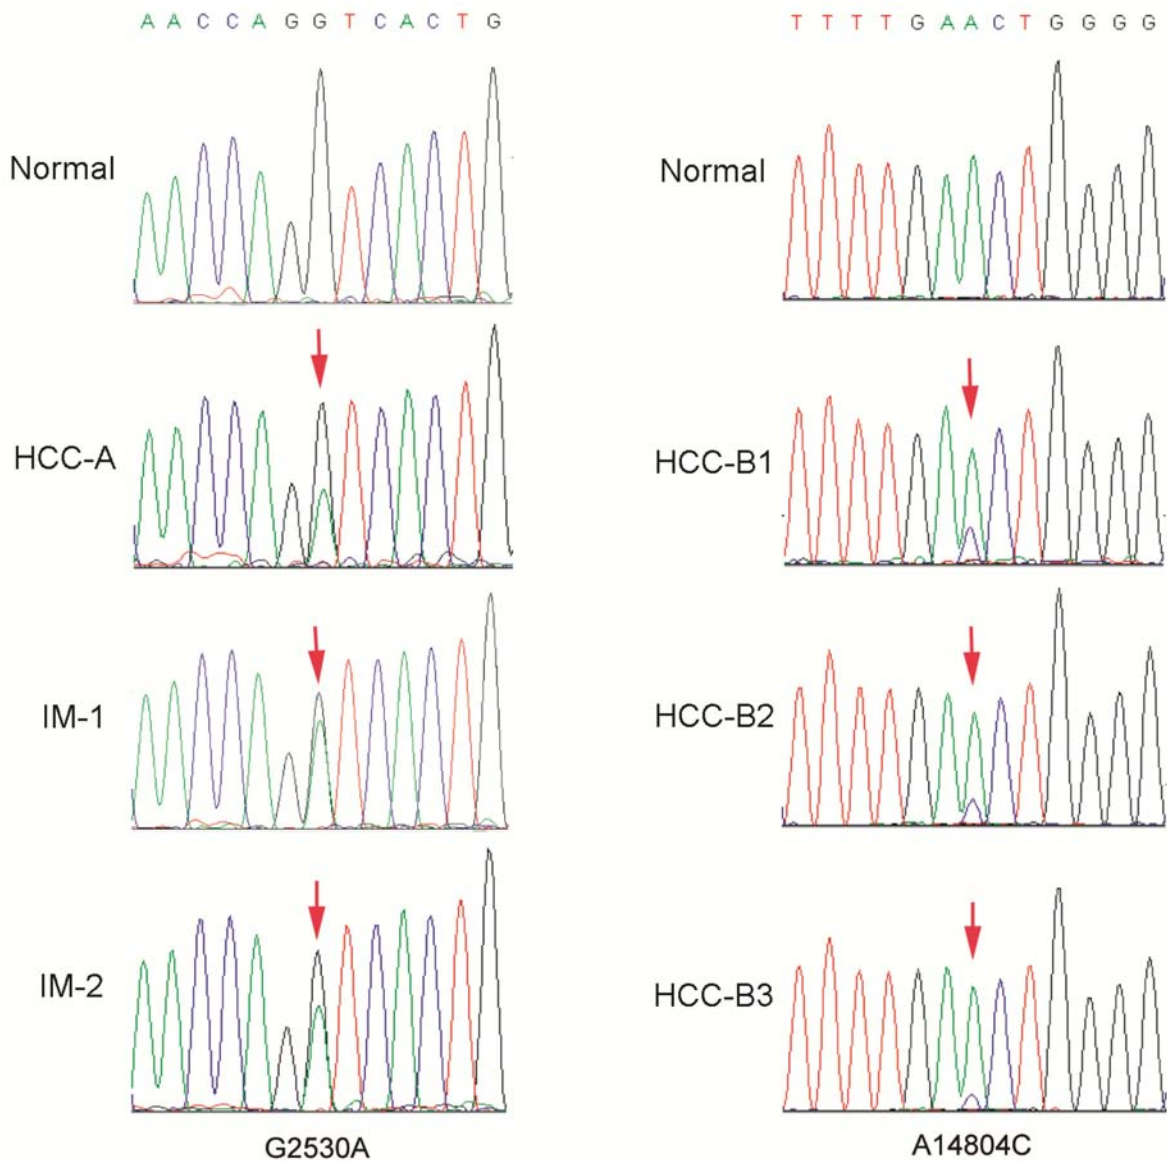 A A C C A G G T C A C T G
Normal
HCC-A
IM-1
IM-2
G2530A
T T T T G A A C T G G G G
Normal
HCC-B1
HCC-B2
HCC-B3
A14804C